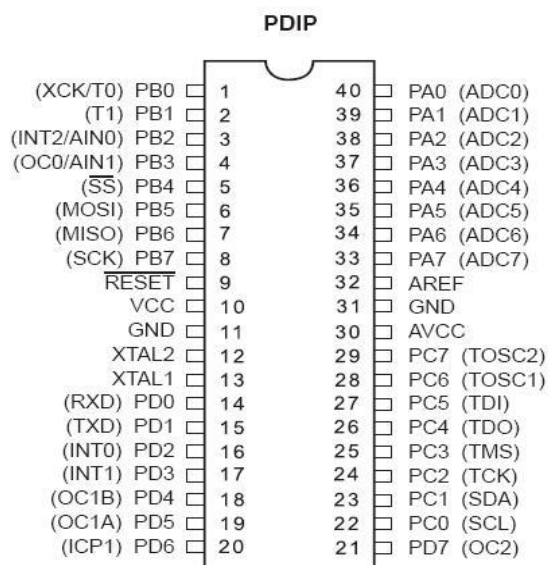 PDIP
(XCK/T0) PB0 1 40 PA0 (ADC0)
(T1) PB1 2 39 PA1 (ADC1)
(INT2/AIN0) PB2 3 38 PA2 (ADC2)
(OC0/AIN1) PB3 4 37 PA3 (ADC3)
(SS) PB4 5 36 PA4 (ADC4)
(MOSI) PB5 6 35 PA5 (ADC5)
(MISO) PB6 7 34 PA6 (ADC6)
(SCK) PB7 8 33 PA7 (ADC7)
RESET 9 32 AREF
VCC 10 31 GND
GND 11 30 AVCC
XTAL2 12 29 PC7 (TOSC2)
XTAL1 13 28 PC6 (TOSC1)
(RXD) PD0 14 27 PC5 (TDI)
(TXD) PD1 15 26 PC4 (TDO)
(INT0) PD2 16 25 PC3 (TMS)
(INT1) PD3 17 24 PC2 (TCK)
(OC1B) PD4 18 23 PC1 (SDA)
(OC1A) PD5 19 22 PC0 (SCL)
(ICP1) PD6 20 21 PD7 (OC2)